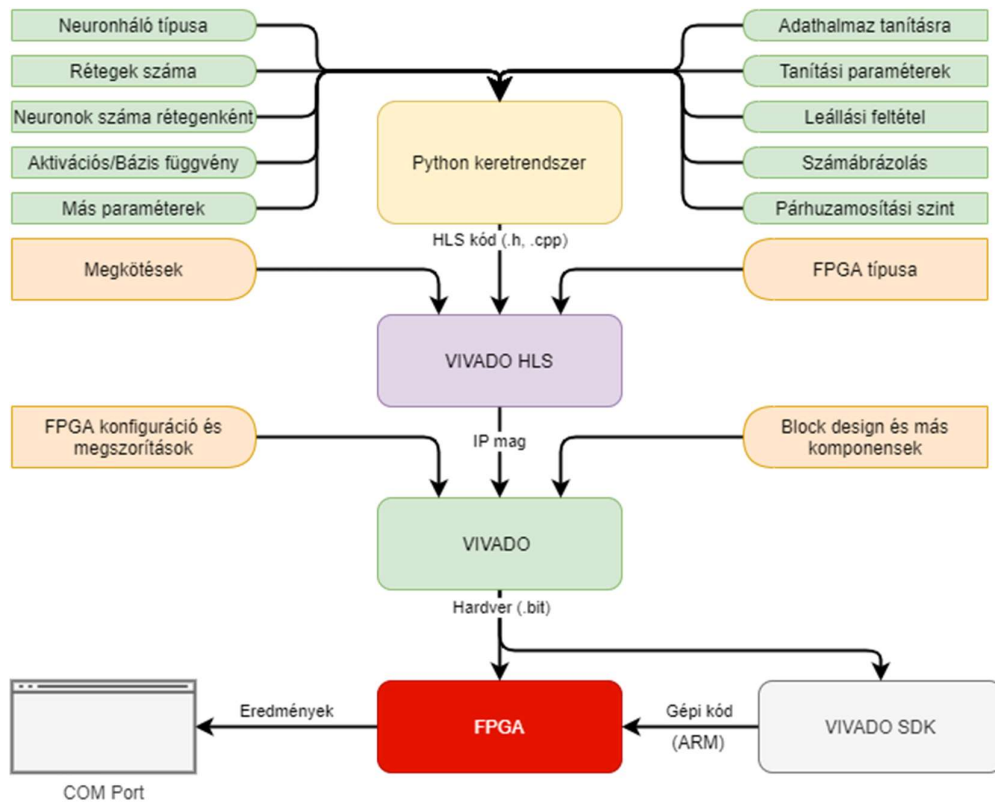 Neuronháló típusa
Adathalmaz tanításra
Rétegek száma
Tanítási paraméterek
Neuronok száma rétegenként
Leállási feltétel
Aktivációs/Bázis függvény
Python keretrendszer
Számábrázolás
Más paraméterek
Párhuzamosítási szint
HLS kód (.h, .cpp)
Megkötések
FPGA típusa
VIVADO HLS
FPGA konfiguráció és
megszorítások
IP mag
Block design és más
komponensek
VIVADO
Hardver (.bit)
Eredmények
FPGA
Gépi kód
(ARM)
VIVADO SDK
COM Port